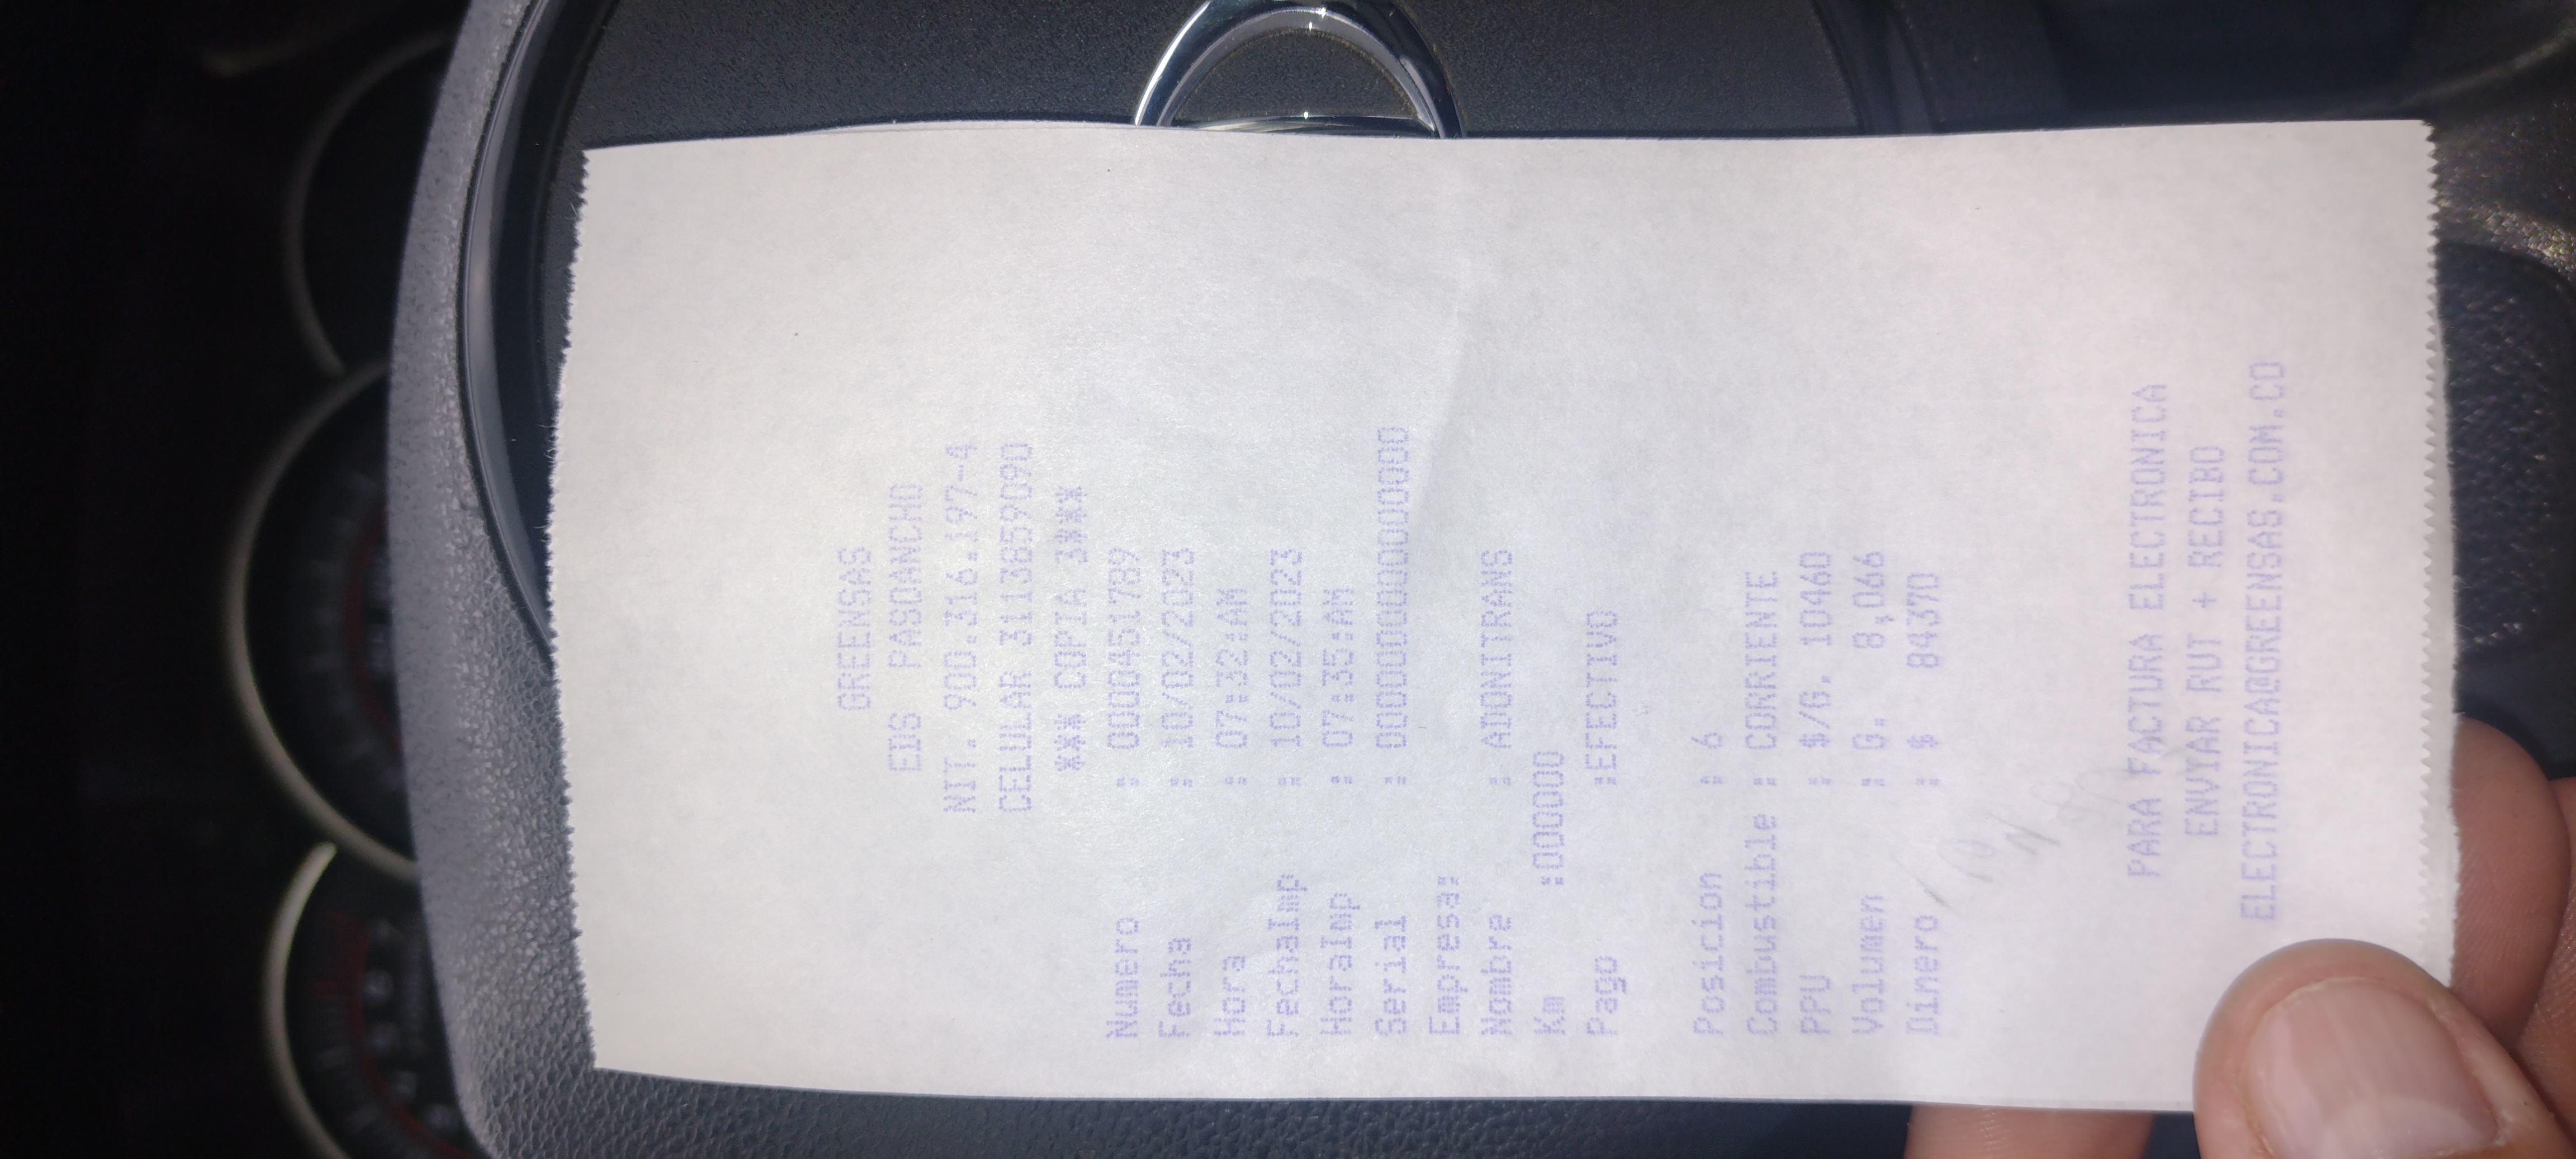 GREENSAS
EDS PASOANCHO
NIT. 900.316.197-4
CELULAR 3113859090
*** COPIA 3***
Numero : 000B451789
Fecha : 10/02/2023
Hora : 07:32:AM
FechaImp : 10/02/2023
HoraImp : 07:35:AM
Serial : 0000000000000000
Empresa:
Nombre : ADONITRANS
Km :000000
Pago :EFECTIVO
Posición : 6
Combustible : CORRIENTE
PPU : $/G. 10460
Volumen : G. 8,066
Dinero : $ 84370
PARA FACTURA ELECTRONICA
ENVIAR RUT + RECIBO
ELECTRONICA@GREENSAS.COM.CO